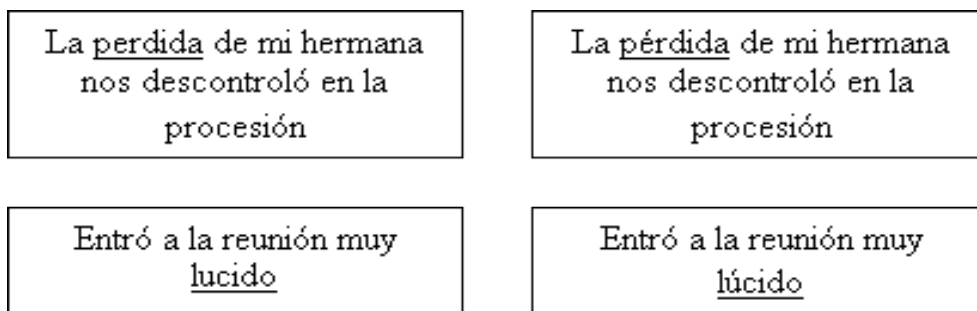 La perdida de mi hermana
nos descontroló en la
procesión
La pérdida de mi hermana
nos descontroló en la
procesión
Entró a la reunión muy
lucido
Entró a la reunión muy
lúcido